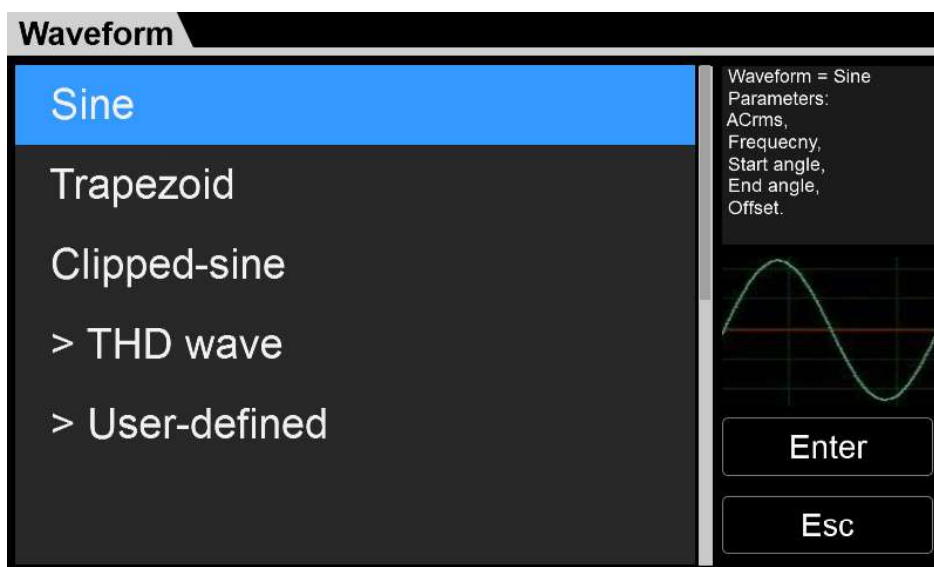 Waveform
Sine
Trapezoid
Clipped-sine
> THD wave
> User-defined
Waveform = Sine
Parameters:
ACrms,
Frequecny,
Start angle,
End angle,
Offset.
Enter
Esc